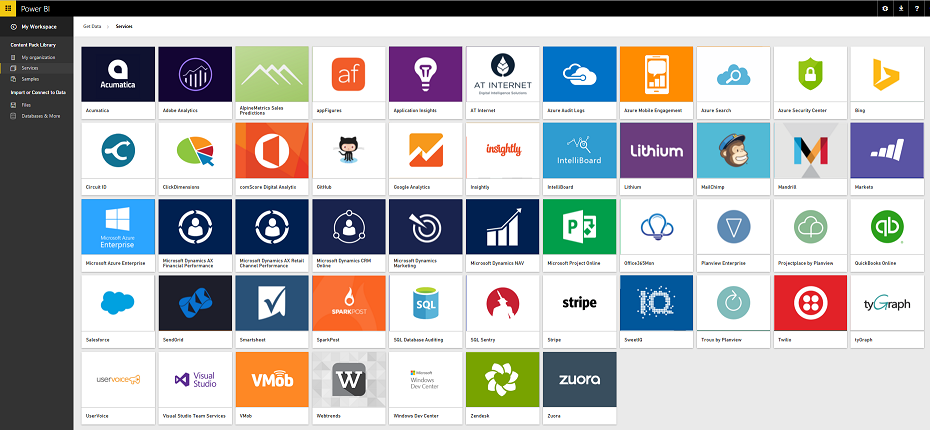 Power BI
?
My Workspace
Get Data
Services
Content Pack Library
My organization
Services
Samples
Import or Connect to Data
Files
Databases & More
Acumatica
Acumatica
Adobe Analytics
AlpineMetrics Sales
Predictions
af
appFigures
Application Insights
AT INTERNET
Digital Intelligence Solutions
AT Internet
Azure Audit Logs
Azure Mobile Engagement
Azure Search
Azure Security Center
Bing
Circuit ID
ClickDimensions
comScore Digital Analytix
GitHub
Google Analytics
insightly
Insightly
IntelliBoard
IntelliBoard
Lithium
Lithium
MailChimp
Mandrill
Marketo
Microsoft Azure
Enterprise
Microsoft Azure Enterprise
Microsoft Dynamics AX
Financial Performance
Microsoft Dynamics AX Retail
Channel Performance
Microsoft Dynamics CRM
Online
Microsoft Dynamics
Marketing
Microsoft Dynamics NAV
P
Microsoft Project Online
Office365Mon
Planview Enterprise
Projectplace by Planview
qb
QuickBooks Online
Salesforce
SendGrid
Smartsheet
SPARKPOST
SparkPost
SQL
SQL Database Auditing
SQL Sentry
stripe
Stripe
IQ
SweetIQ
Troux by Planview
Twilio
tyGraph
tyGraph
uservoice
UserVoice
Visual
Studio
Visual Studio Team Services
VMob
VMob
W
Webtrends
Microsoft
Windows
Dev Center
Windows Dev Center
Zendesk
zuora
Zuora